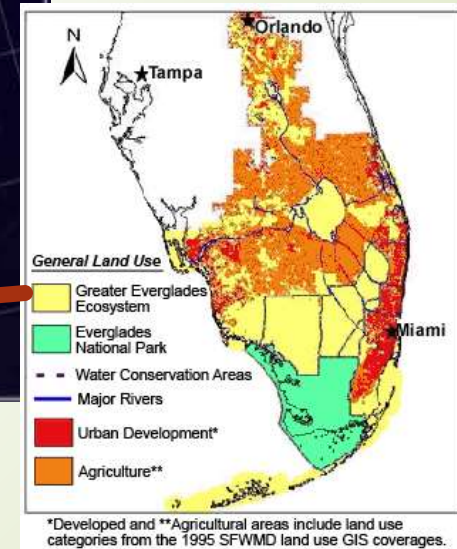 N
Orlando
Tampa
General Land Use
Greater Everglades
Ecosystem
Everglades
National Park
Water Conservation Areas
Major Rivers
Miami
Urban Development*
Agriculture**
*Developed and **Agricultural areas include land use
categories from the 1995 SFWMD land use GIS coverages.